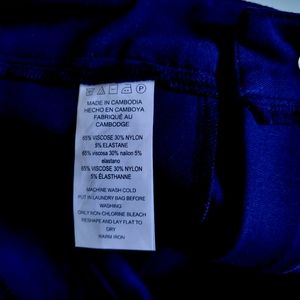 MADE IN CAMBODIA
HECHO EN CAMBOYA
FABRIQUÉ AU
CAMBODGE
65% VISCOSE 30% NYLON
5% ELASTANE
65% viscosa 30% nailon 5%
elastano
65% VISCOSE 30% NYLON
5% ÉLASTHANNE
MACHINE WASH COLD
PUT IN LAUNDRY BAG BEFORE
WASHING
ONLY NON-CHLORINE BLEACH
RESHAPE AND LAY FLAT TO
DRY
WARM IRON